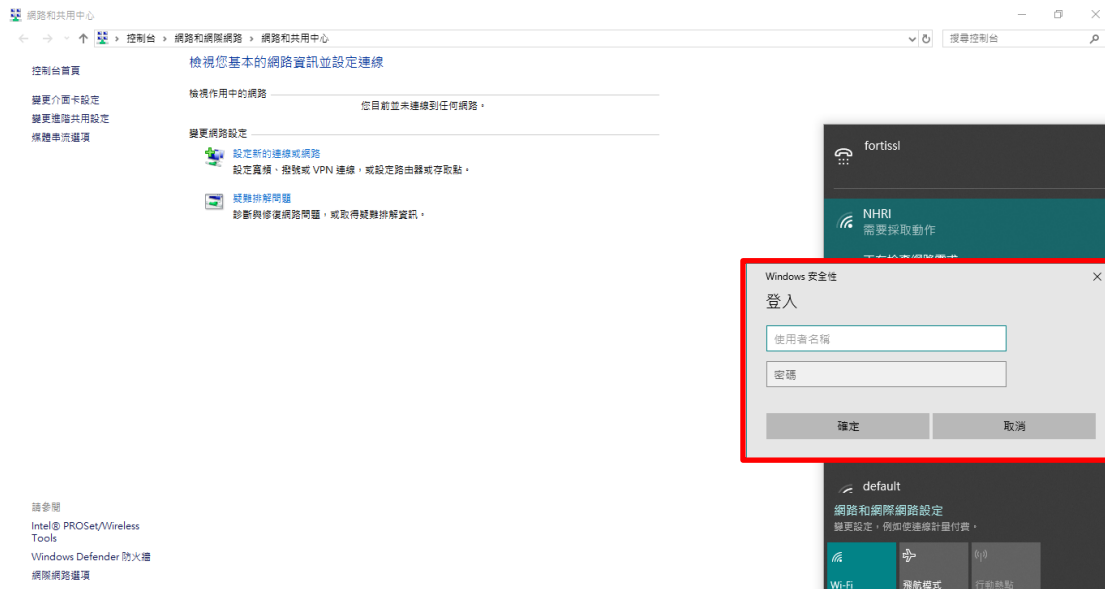 網路和共用中心
控制台 › 網路和網際網路 › 網路和共用中心
搜尋控制台
控制台首頁
變更介面卡設定
變更進階共用設定
媒體串流選項
檢視您基本的網路資訊並設定連線
檢視作用中的網路
您目前並未連線到任何網路。
變更網路設定
設定新的連線或網路
設定寬頻、撥號或 VPN 連線，或設定路由器或存取點。
疑難排解問題
診斷與修復網路問題，或取得疑難排解資訊。
請參閱
Intel® PROSet/Wireless
Tools
Windows Defender 防火牆
網際網路選項
fortissl
NHRI
需要採取動作
Windows 安全性
登入
使用者名稱
密碼
確定
取消
default
網路和網際網路設定
變更設定，例如使連線計量付費。
Wi-Fi
飛航模式
行動熱點